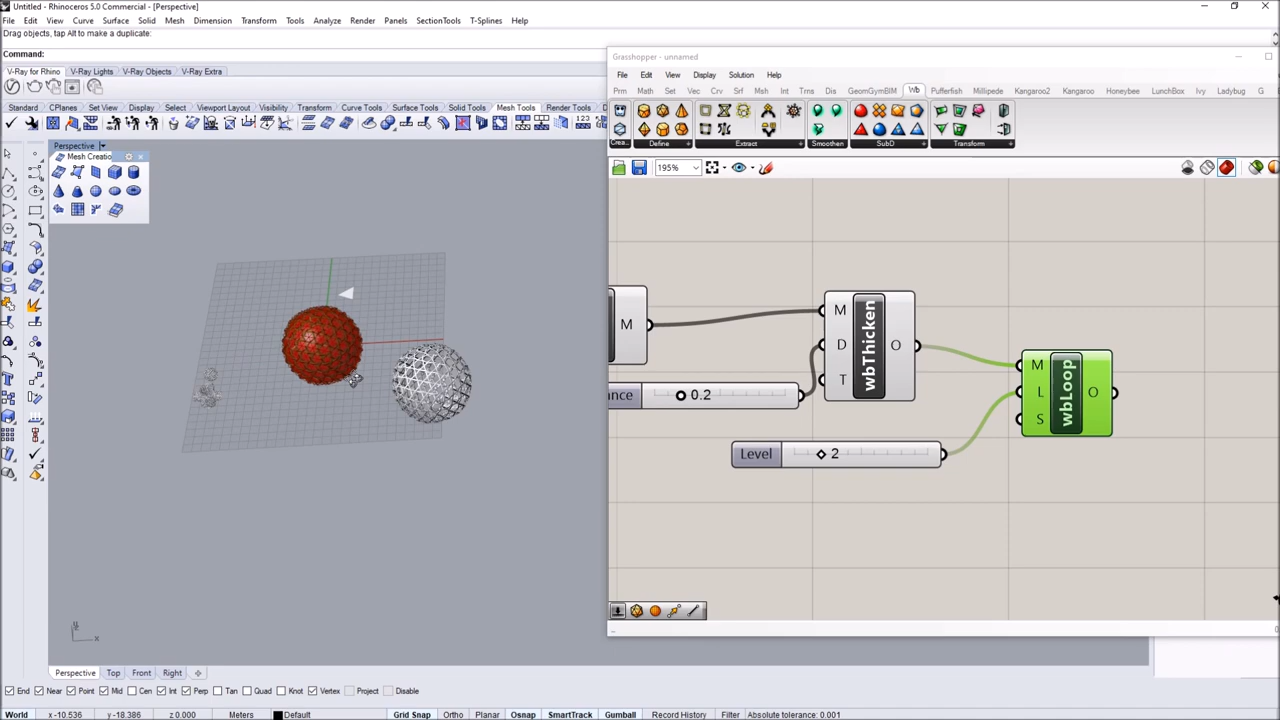 Untitled - Rhinoceros 5.0 Commercial - [Perspective]
File Edit View Curve Surface Solid Mesh Dimension Transform Tools Analyze Render Panels SectionTools T-Splines Help
Drag objects, tap Alt to make a duplicate:
Command:
V-Ray for Rhino V-Ray Lights V-Ray Objects V-Ray Extra
Standard CPlanes Set View Display Select Viewport Layout Visibility Transform Curve Tools Surface Tools Solid Tools Mesh Tools Render Tools D
Perspective
Mesh Creatio
Grasshopper - unnamed
File Edit View Display Solution Help
Prm Math Set Vec Crv Srf Msh Int Trns Dis GeomGymBIM Wb Pufferfish Millipede Kangaroo2 Kangaroo Honeybee LunchBox Ivy Ladybug G
Crea... Define Extract Smoothen SubD Transform
195%
M
M
D
T
wbThicken
O
ance 0.2
Level 2
M
L
S
wbLoop
O
y
x
Perspective Top Front Right
End Near Point Mid Cen Int Perp Tan Quad Knot Vertex Project Disable
World x -10.536 y -18.386 z 0.000 Meters Default Grid Snap Ortho Planar Osnap SmartTrack Gumball Record History Filter Absolute tolerance: 0.001